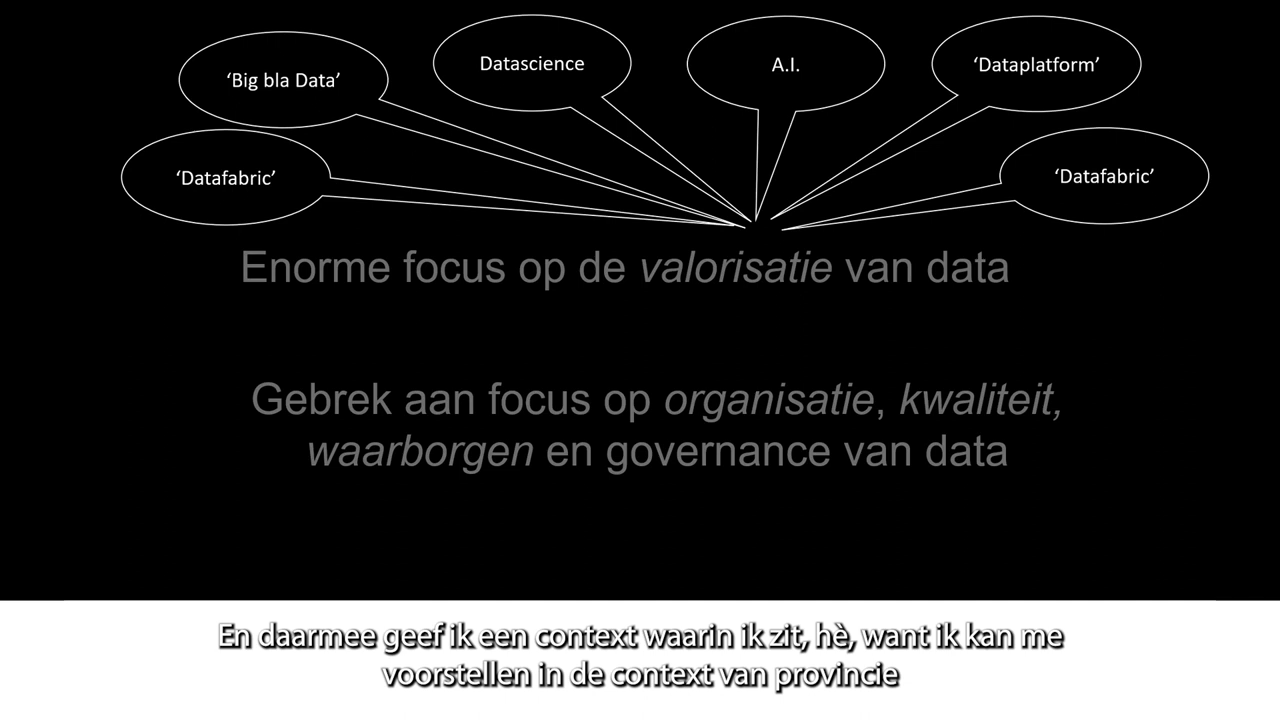 ‘Big bla Data’
Datascience
A.I.
‘Dataplatform’
‘Datafabric’
‘Datafabric’
Enorme focus op de valorisatie van data
Gebrek aan focus op organisatie, kwaliteit,
waarborgen en governance van data
En daarmee geef ik een context waarin ik zit, hè, want ik kan me
voorstellen in de context van provincie